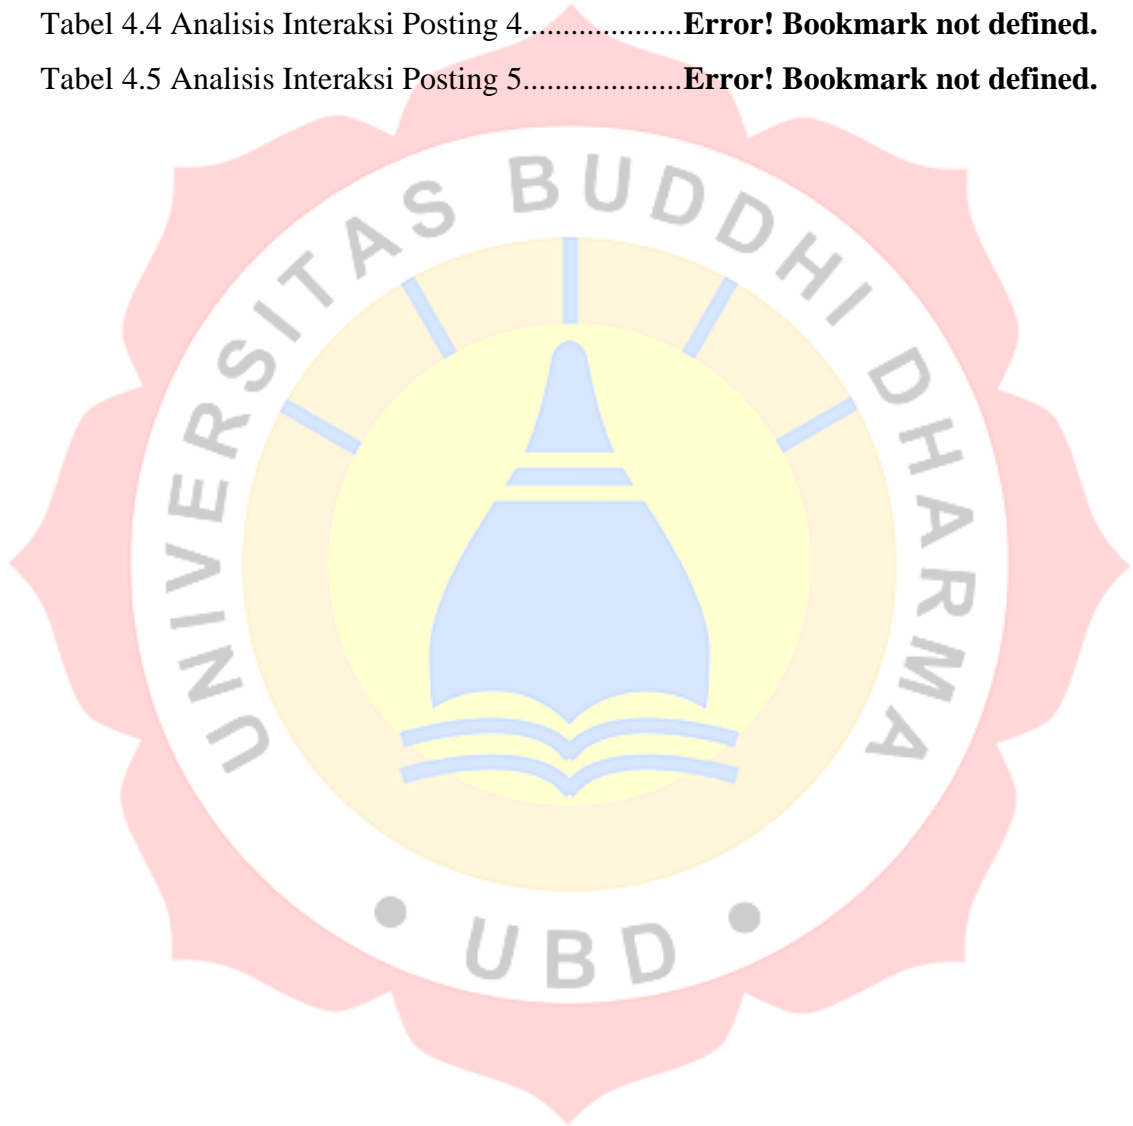 Tabel 4.4 Analisis Interaksi Posting 4....................Error! Bookmark not defined.
Tabel 4.5 Analisis Interaksi Posting 5....................Error! Bookmark not defined.
UNIVERSITAS BUDDHI DHARMA
• UBD •